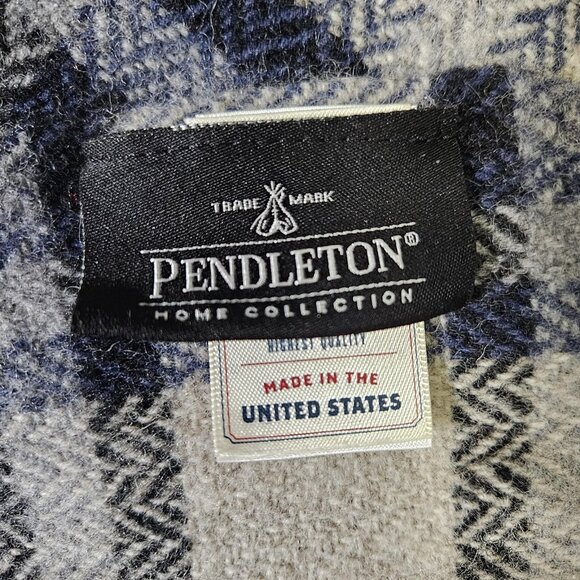 TRADE MARK
PENDLETON®
HOME COLLECTION
HIGHEST QUALITY
MADE IN THE
UNITED STATES